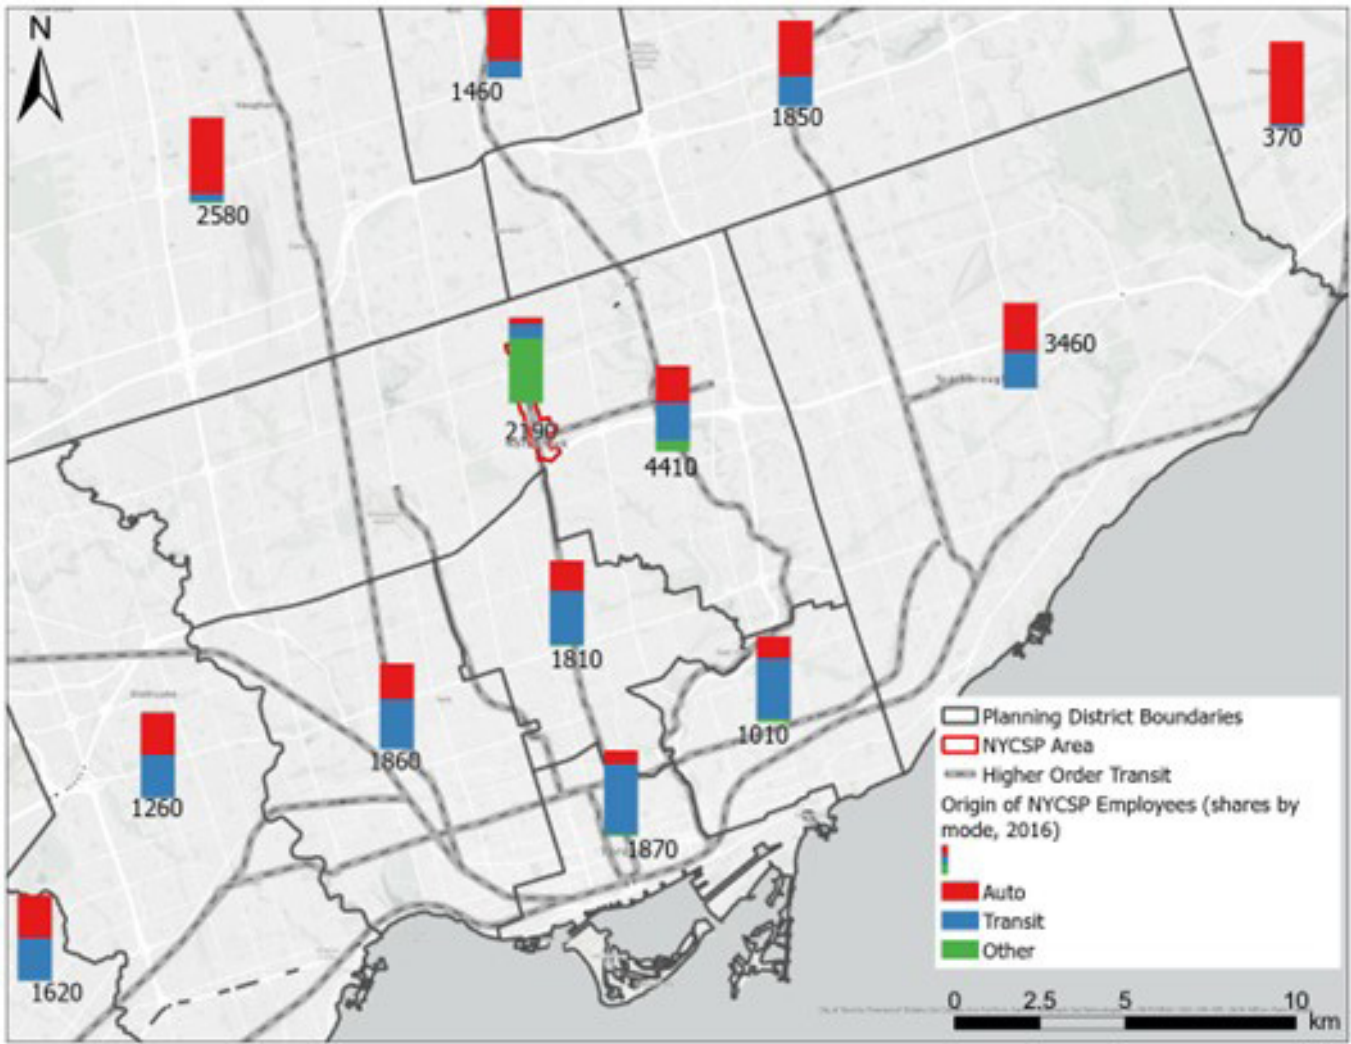 N
1460
1850
370
2580
3460
2190
4410
1810
1010
1860
1260
1870
1620
Planning District Boundaries
NYCSP Area
Higher Order Transit
Origin of NYCSP Employees (shares by
mode, 2016)
Auto
Transit
Other
0 2.5 5 10
km